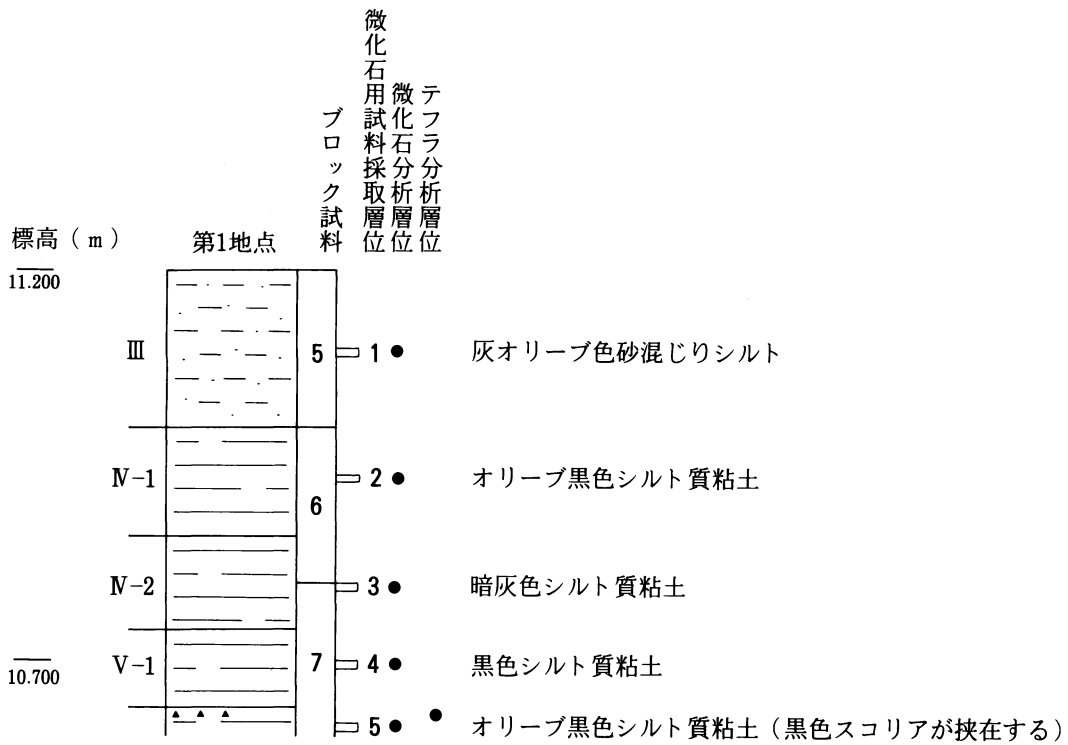 微化石用試料採取層位
微化石分析層位
テフラ分析層位
ブロック試料
標高(m)
第1地点
11.200
Ⅲ
5
1
灰オリーブ色砂混じりシルト
Ⅳ-1
2
オリーブ黒色シルト質粘土
6
Ⅳ-2
3
暗灰色シルト質粘土
10.700
Ⅴ-1
7
4
黒色シルト質粘土
5
オリーブ黒色シルト質粘土(黒色スコリアが挟在する)